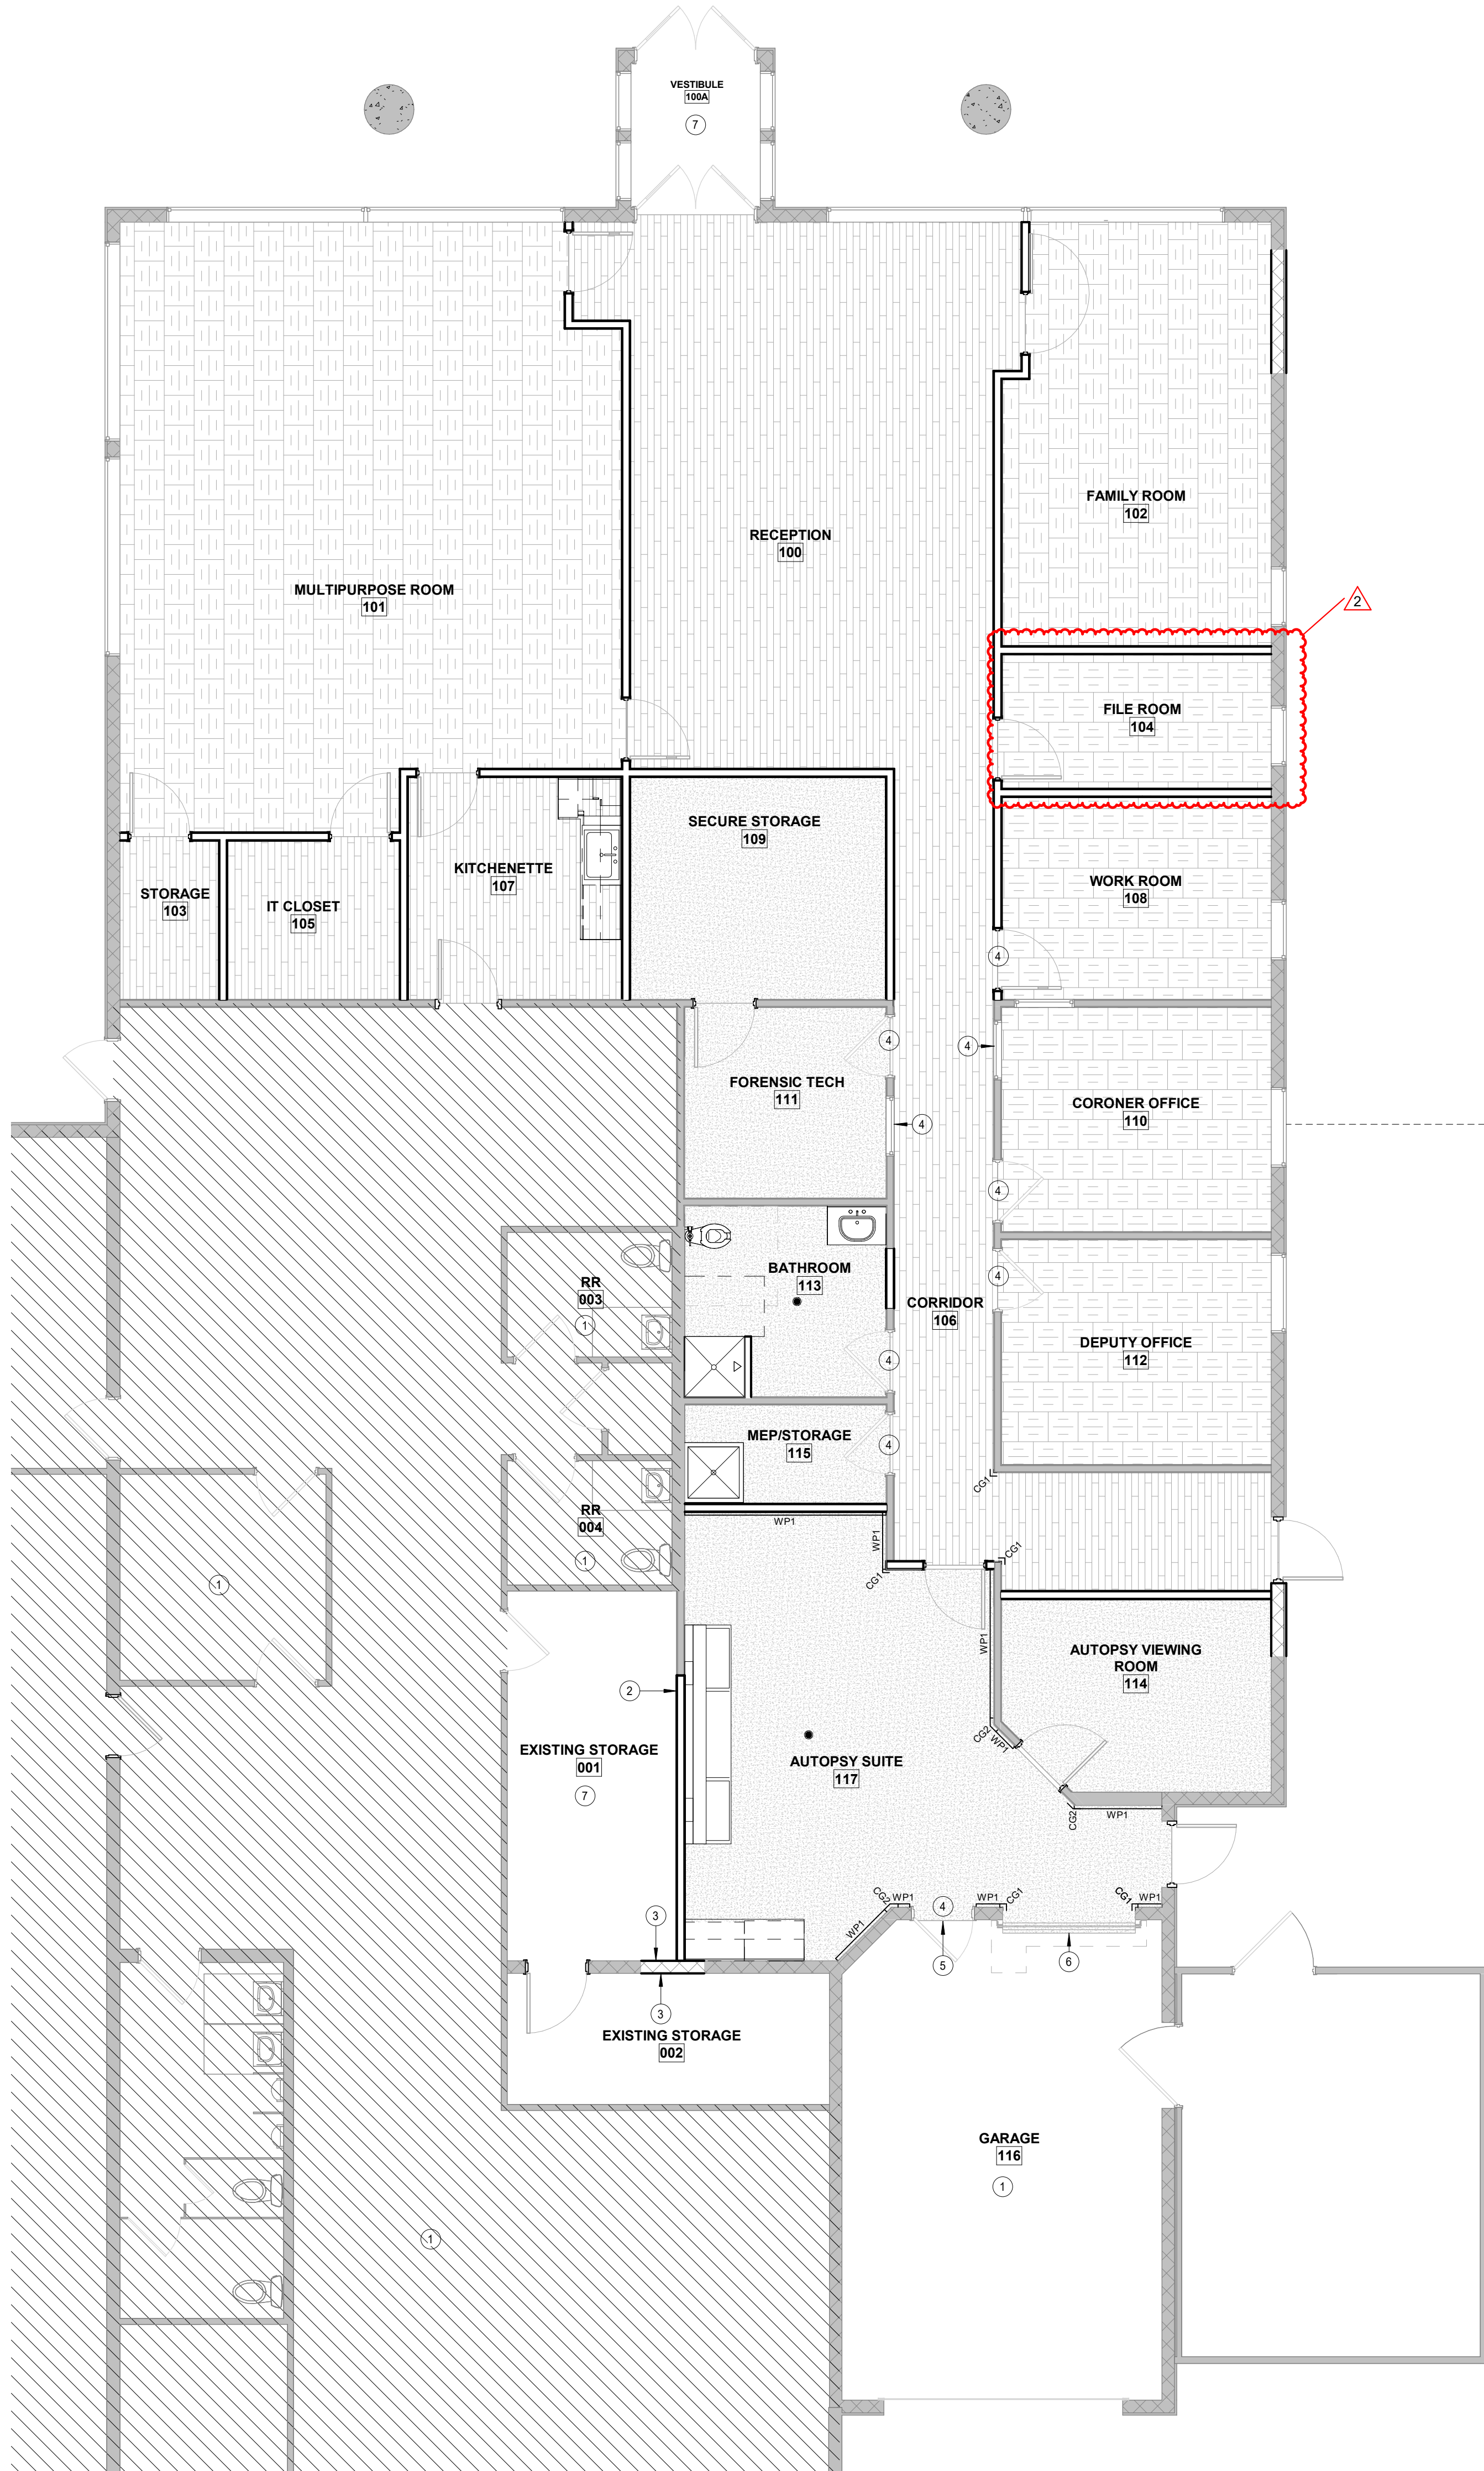 VESTIBULE
100A
7
FAMILY ROOM
102
RECEPTION
100
MULTIPURPOSE ROOM
101
2
FILE ROOM
104
SECURE STORAGE
109
KITCHENETTE
107
WORK ROOM
108
STORAGE
103
IT CLOSET
105
4
4
4
FORENSIC TECH
111
CORONER OFFICE
110
4
4
BATHROOM
113
4
RR
003
1
CORRIDOR
106
DEPUTY OFFICE
112
4
MEP/STORAGE
115
4
CG1
RR
004
1
WP1
WP1
CG1
CG1
1
WP1
AUTOPSY VIEWING
ROOM
114
2
CG2
WP1
EXISTING STORAGE
001
7
AUTOPSY SUITE
117
CG2
WP1
CG2
WP1
WP1
CG1
CG1
WP1
4
WP1
3
5
6
3
EXISTING STORAGE
002
GARAGE
116
1
1